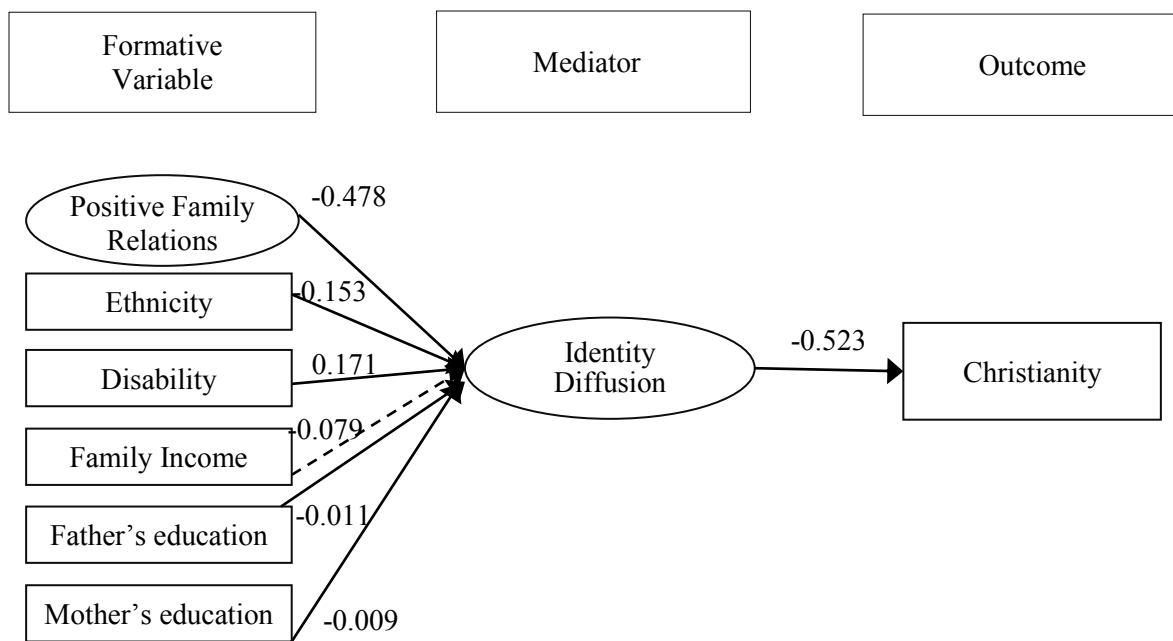 Formative
Variable
Mediator
Outcome
Positive Family
Relations
-0.478
Ethnicity
-0.153
Disability
0.171
Family Income
-0.079
Father’s education
-0.011
Mother’s education
-0.009
Identity
Diffusion
-0.523
Christianity